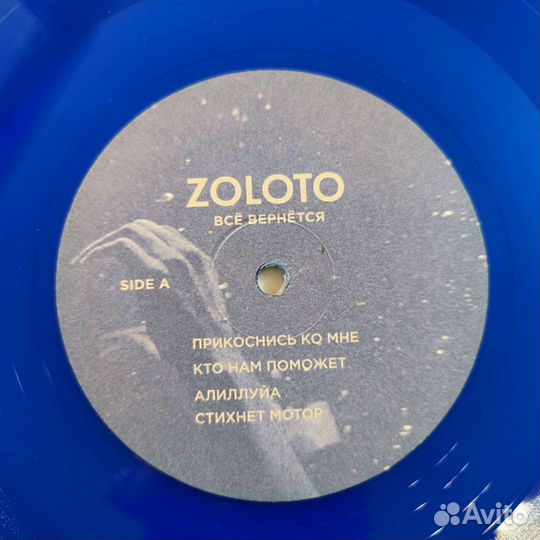 ZOLOTO
ВСЁ ВЕРНЁТСЯ
SIDE A
ПРИКОСНИСЬ КО МНЕ
КТО НАМ ПОМОЖЕТ
АЛИЛЛУЙА
СТИХНЕТ МОТОР
Avito